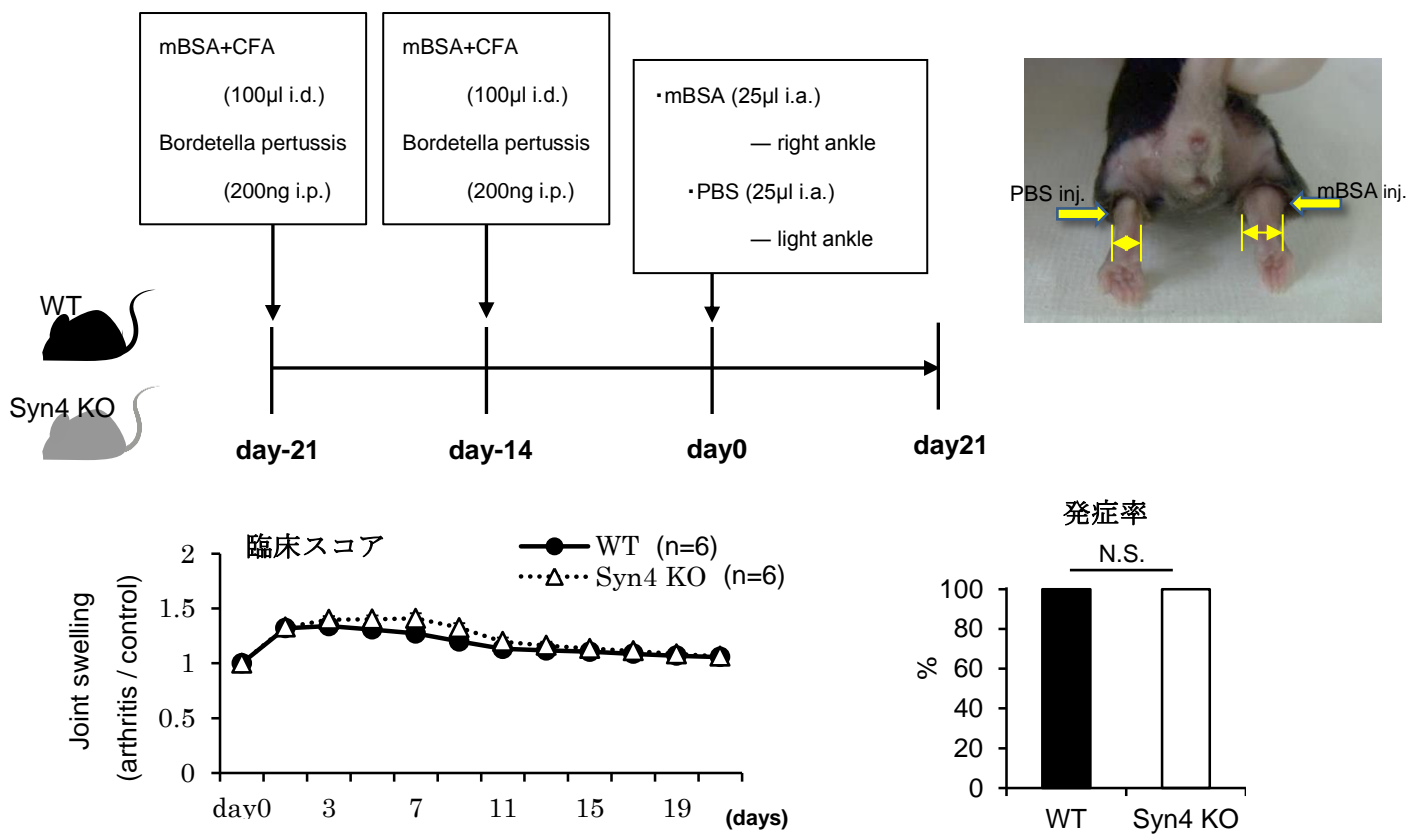 mBSA+CFA
(100µl i.d.)
Bordetella pertussis
(200ng i.p.)
mBSA+CFA
(100µl i.d.)
Bordetella pertussis
(200ng i.p.)
・mBSA (25µl i.a.)
— right ankle
・PBS (25µl i.a.)
— light ankle
PBS inj.
mBSA inj.
WT
Syn4 KO
day-21
day-14
day0
day21
臨床スコア
WT (n=6)
Syn4 KO (n=6)
Joint swelling
(arthritis / control)
2
1.5
1
0.5
0
day0 3 7 11 15 19 (days)
発症率
N.S.
%
100
80
60
40
20
0
WT Syn4 KO